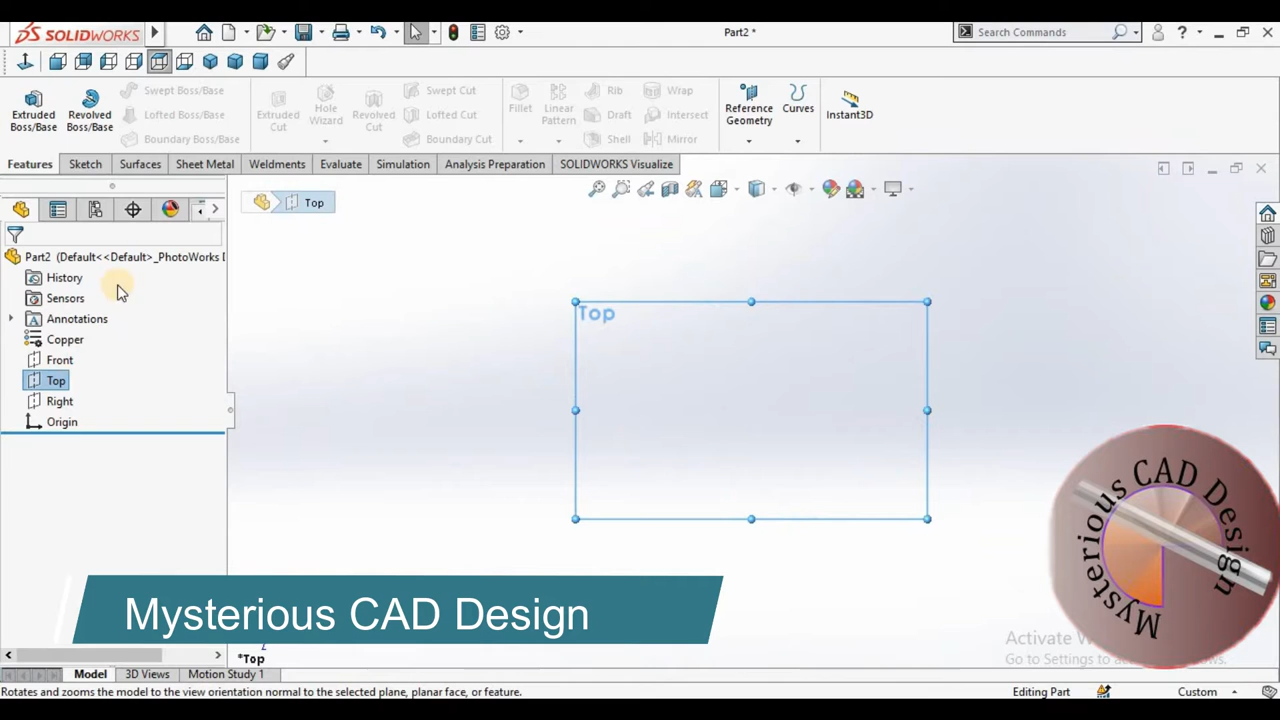 SOLIDWORKS
Part2 *
Search Commands
Extruded Boss/Base
Revolved Boss/Base
Swept Boss/Base
Lofted Boss/Base
Boundary Boss/Base
Extruded Cut
Hole Wizard
Revolved Cut
Swept Cut
Lofted Cut
Boundary Cut
Fillet
Linear Pattern
Rib
Draft
Shell
Wrap
Intersect
Mirror
Reference Geometry
Curves
Instant3D
Features
Sketch
Surfaces
Sheet Metal
Weldments
Evaluate
Simulation
Analysis Preparation
SOLIDWORKS Visualize
Top
Part2 (Default<<Default>_PhotoWorks
History
Sensors
Annotations
Copper
Front
Top
Right
Origin
Top
Mysterious CAD Design
Mysterious CAD Design
Activate
Go to Settings to
*Top
Model
3D Views
Motion Study 1
Rotates and zooms the model to the view orientation normal to the selected plane, planar face, or feature.
Editing Part
Custom